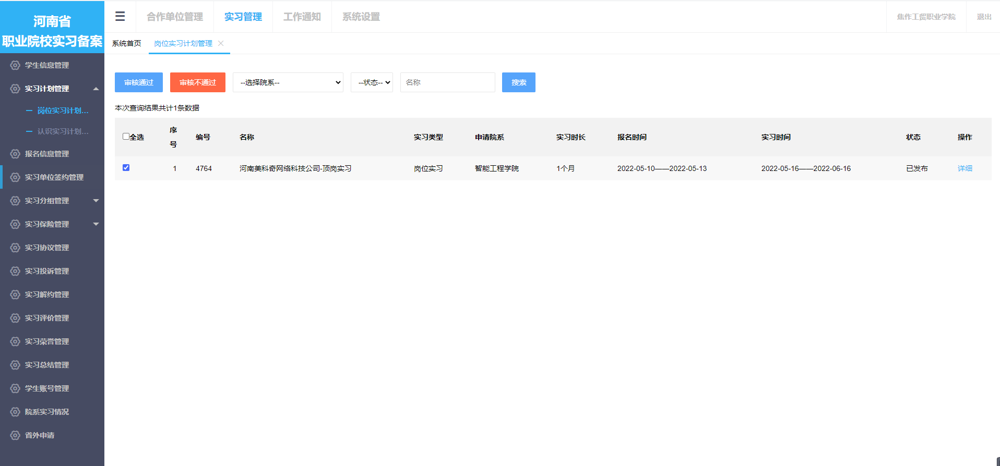 河南省
职业院校实习备案
合作单位管理
实习管理
工作通知
系统设置
焦作工贸职业学院
退出
系统首页
岗位实习计划管理
学生信息管理
实习计划管理
岗位实习计划...
认识实习计划...
报名信息管理
实习单位签约管理
实习分组管理
实习保险管理
实习协议管理
实习投诉管理
实习解约管理
实习评价管理
实习荣誉管理
实习总结管理
学生账号管理
院系实习情况
省外申请
审核通过
审核不通过
--选择院系--
--状态--
名称
搜索
本次查询结果共计1条数据
全选 序号 编号 名称 实习类型 申请院系 实习时长 报名时间 实习时间 状态 操作
1 4764 河南美科奇网络科技公司-顶岗实习 岗位实习 智能工程学院 1个月 2022-05-10——2022-05-13 2022-05-16——2022-06-16 已发布 详细